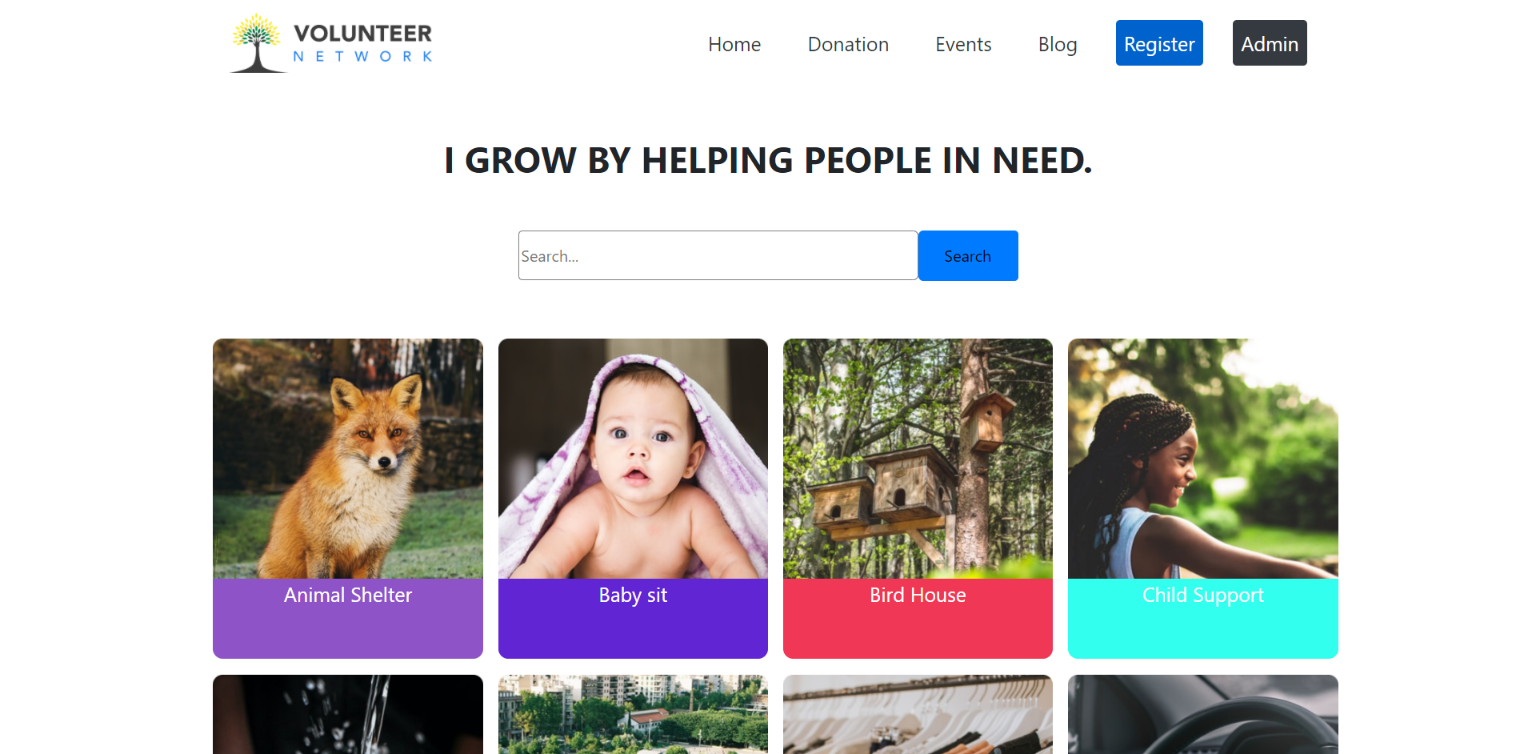 VOLUNTEER
NETWORK
Home Donation Events Blog Register Admin
I GROW BY HELPING PEOPLE IN NEED.
Search... Search
Animal Shelter Baby sit Bird House Child Support